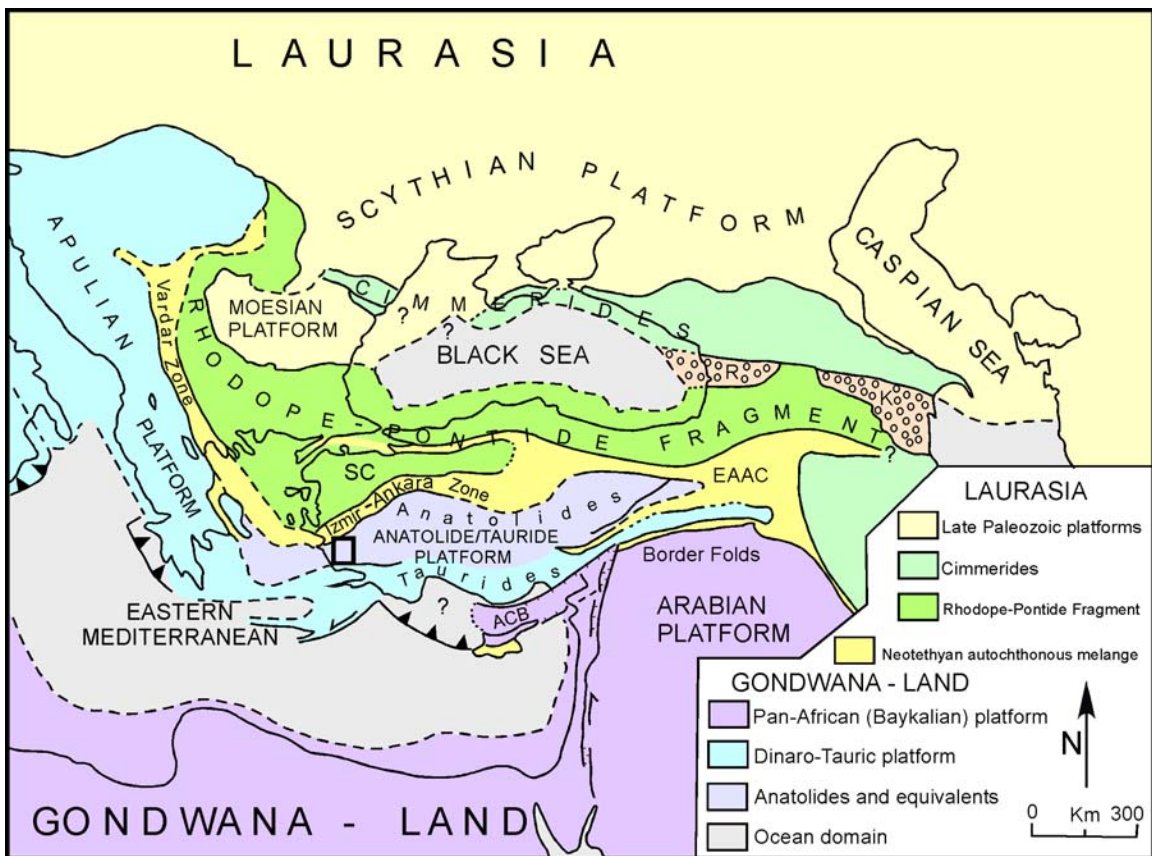 LAURASIA
SCYTHIAN PLATFORM
CASPIAN SEA
APULIAN PLATFORM
Vardar Zone
MOESIAN
PLATFORM
CIMMERIDES
?
?
BLACK SEA
R
K
RHODOPE-PONTIDE FRAGMENT
?
SC
EAAC
Izmir-Ankara Zone
Anatolides
ANATOLIDE/TAURIDE
PLATFORM
Taurides
Border Folds
?
ACB
EASTERN
MEDITERRANEAN
ARABIAN
PLATFORM
GONDWANA - LAND
LAURASIA
Late Paleozoic platforms
Cimmerides
Rhodope-Pontide Fragment
Neotethyan autochthonous melange
GONDWANA - LAND
Pan-African (Baykalian) platform
Dinaro-Tauric platform
Anatolides and equivalents
Ocean domain
N
0 Km 300